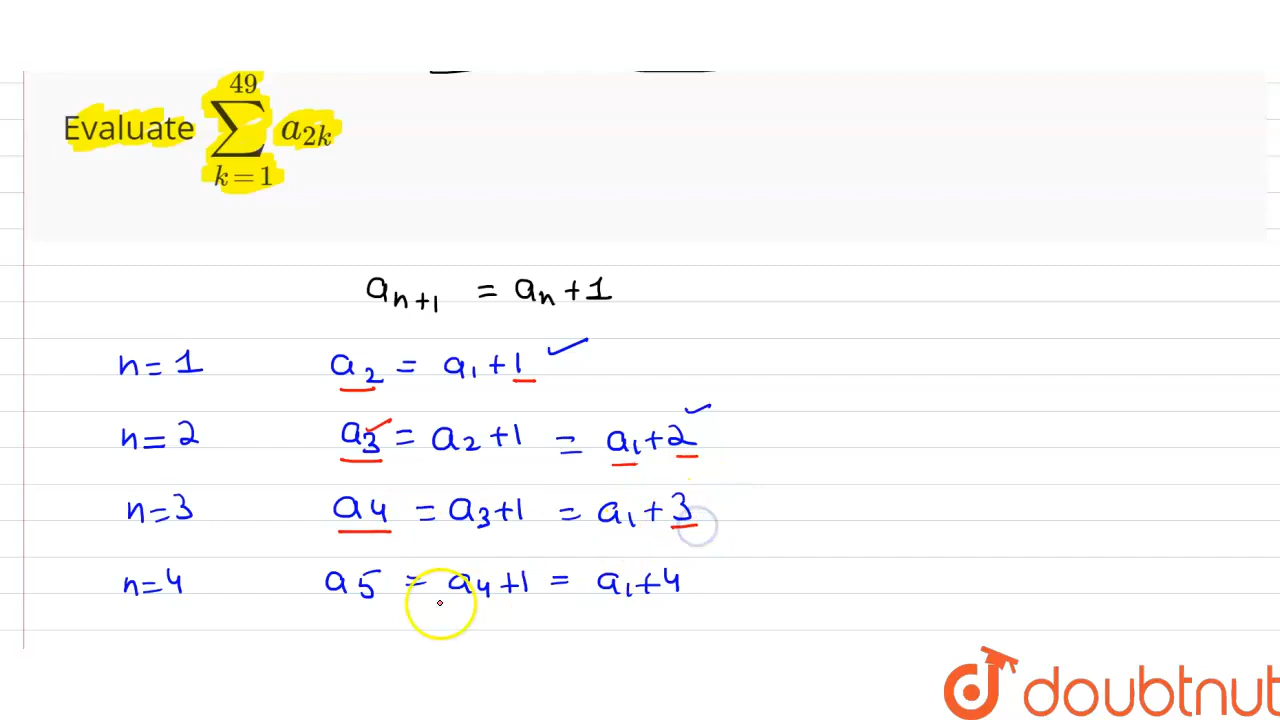 49
Evaluate ∑ a_{2k}
k=1
a_{n+1} = a_n + 1
n=1 a_2 = a_1 + 1 ✓
n=2 a_3 = a_2 + 1 = a_1 + 2 ✓
n=3 a_4 = a_3 + 1 = a_1 + 3
n=4 a_5 = a_4 + 1 = a_1 + 4
doubtnut